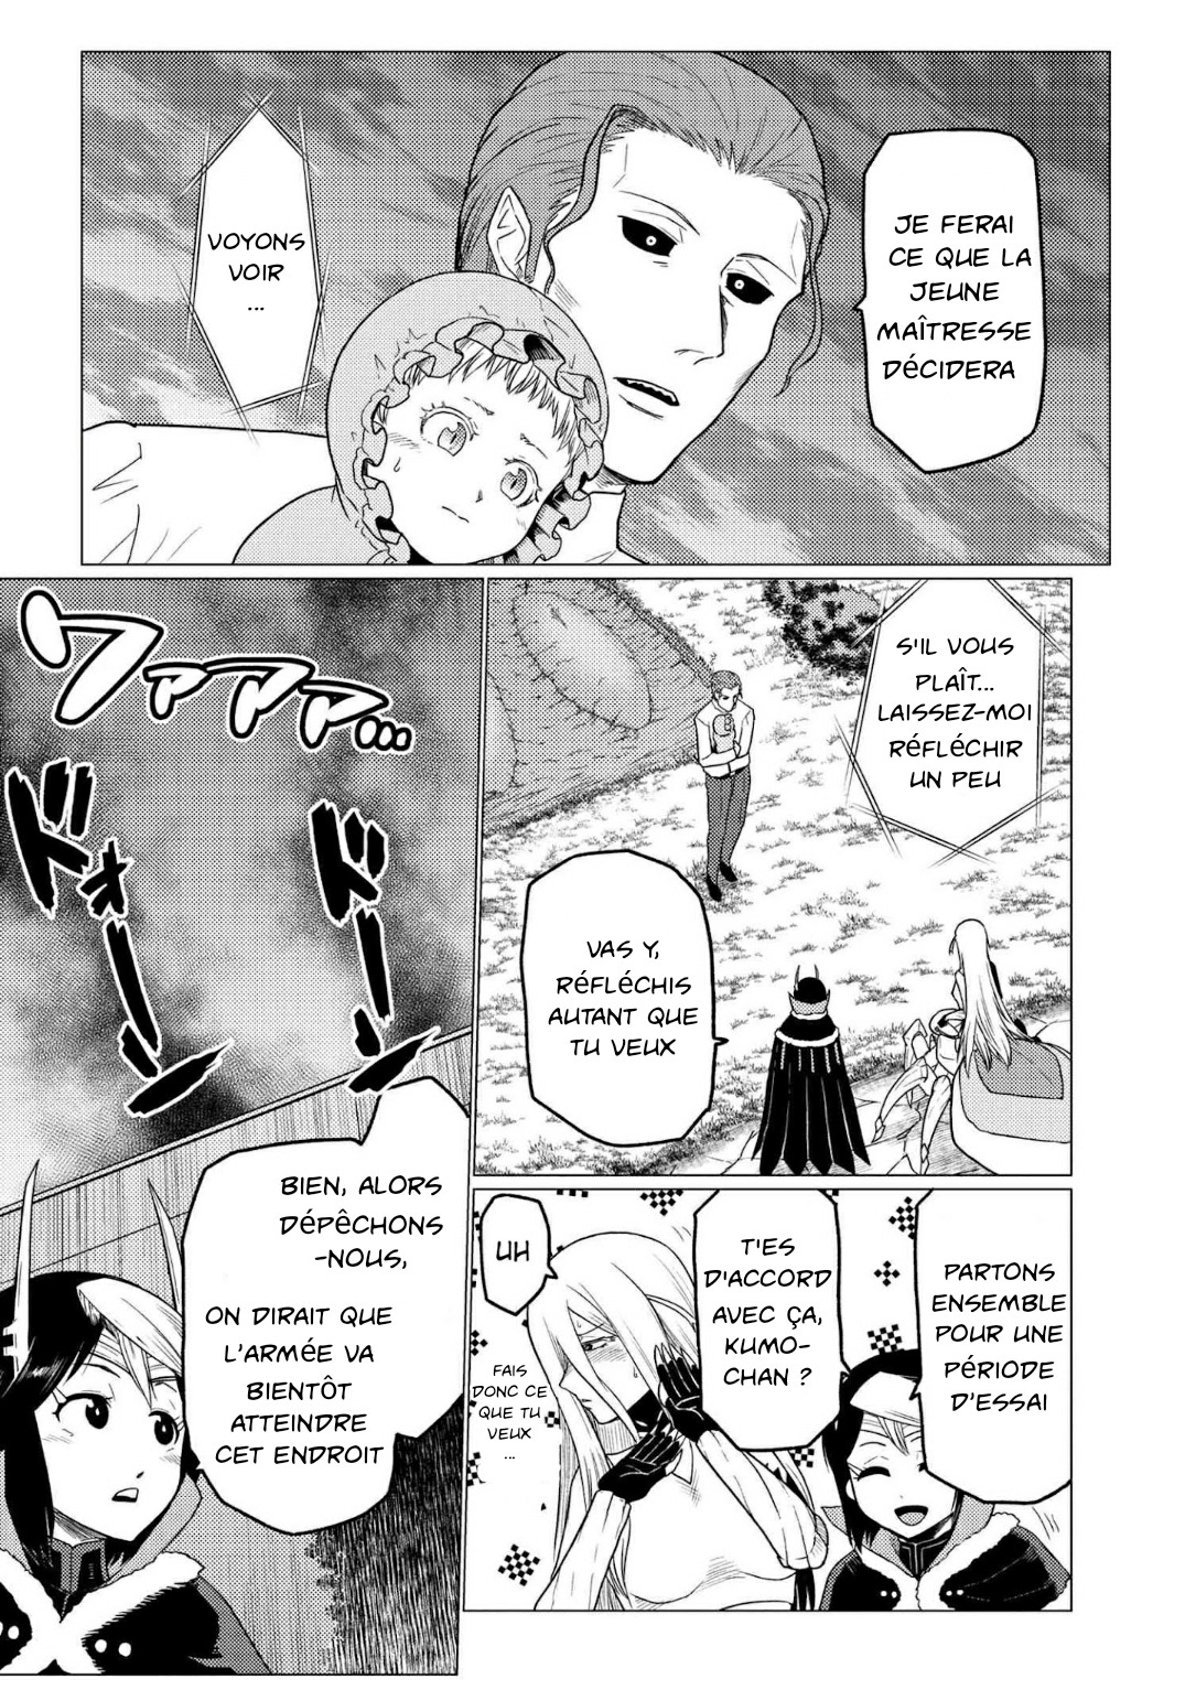 JE FERAI
CE QUE LA
JEUNE
MAÎTRESSE
DÉCIDERA
VOYONS
VOIR
...
S'IL VOUS
PLAÎT...
LAISSEZ-MOI
RÉFLÉCHIR
UN PEU
VAS Y,
RÉFLÉCHIS
AUTANT QUE
TU VEUX
PARTONS
ENSEMBLE
POUR UNE
PÉRIODE
D'ESSAI
T'ES
D'ACCORD
AVEC ÇA,
KUMO-
CHAN ?
UH
FAIS
DONC CE
QUE TU
VEUX
...
ワァァァ...
ドォー
ドー
BIEN, ALORS
DÉPÊCHONS
-NOUS,
ON DIRAIT QUE
L'ARMÉE VA
BIENTÔT
ATTEINDRE
CET ENDROIT